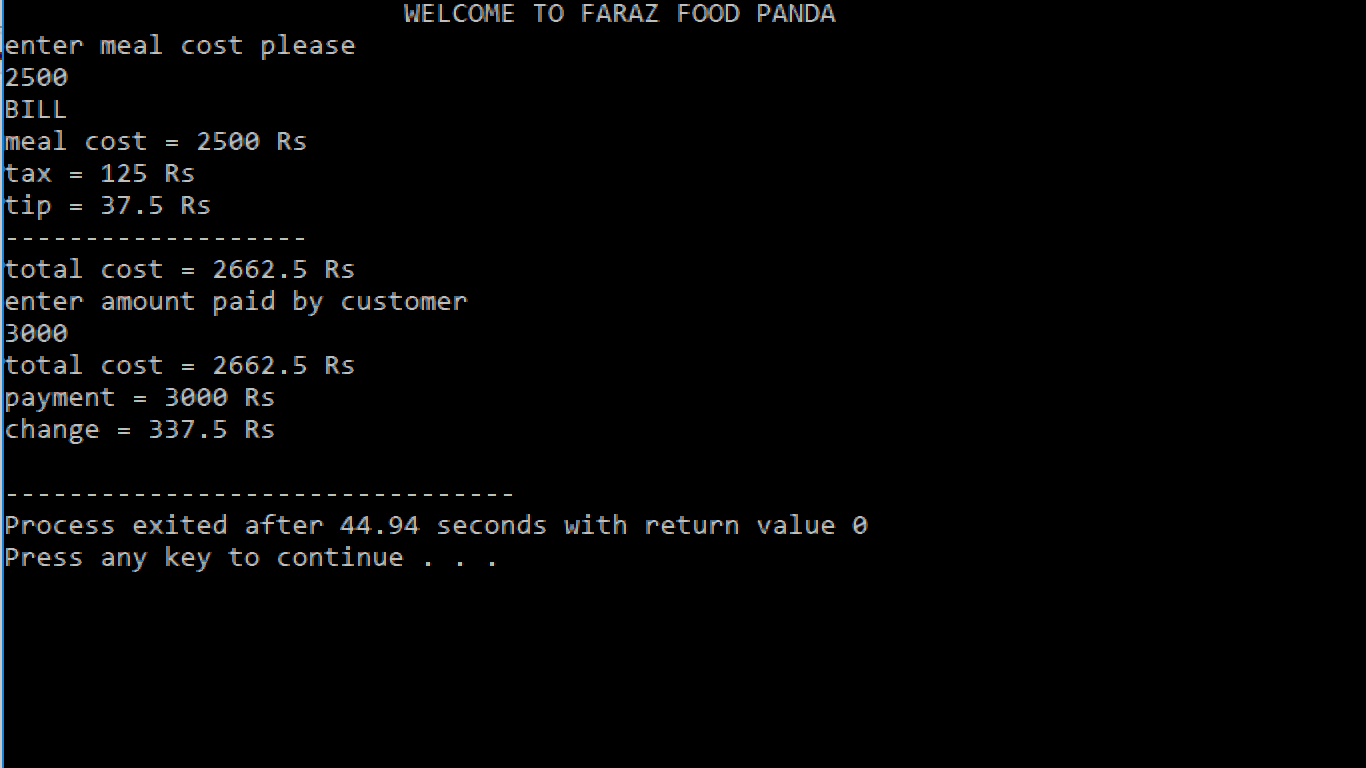 WELCOME TO FARAZ FOOD PANDA
enter meal cost please
2500
BILL
meal cost = 2500 Rs
tax = 125 Rs
tip = 37.5 Rs
-------------------
total cost = 2662.5 Rs
enter amount paid by customer
3000
total cost = 2662.5 Rs
payment = 3000 Rs
change = 337.5 Rs
--------------------------------
Process exited after 44.94 seconds with return value 0
Press any key to continue . . .